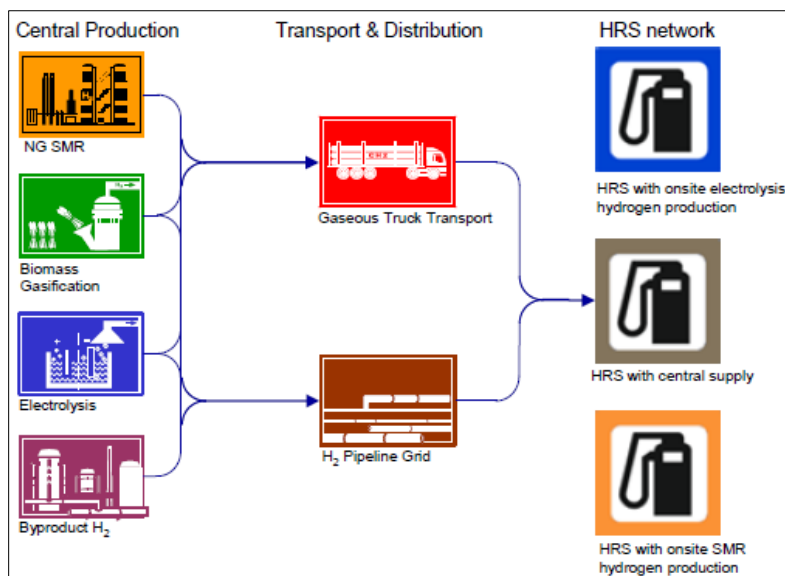 Central Production
Transport & Distribution
HRS network
NG SMR
Biomass
Gasification
Electrolysis
Byproduct H₂
Gaseous Truck Transport
H₂ Pipeline Grid
HRS with onsite electrolysis
hydrogen production
HRS with central supply
HRS with onsite SMR
hydrogen production